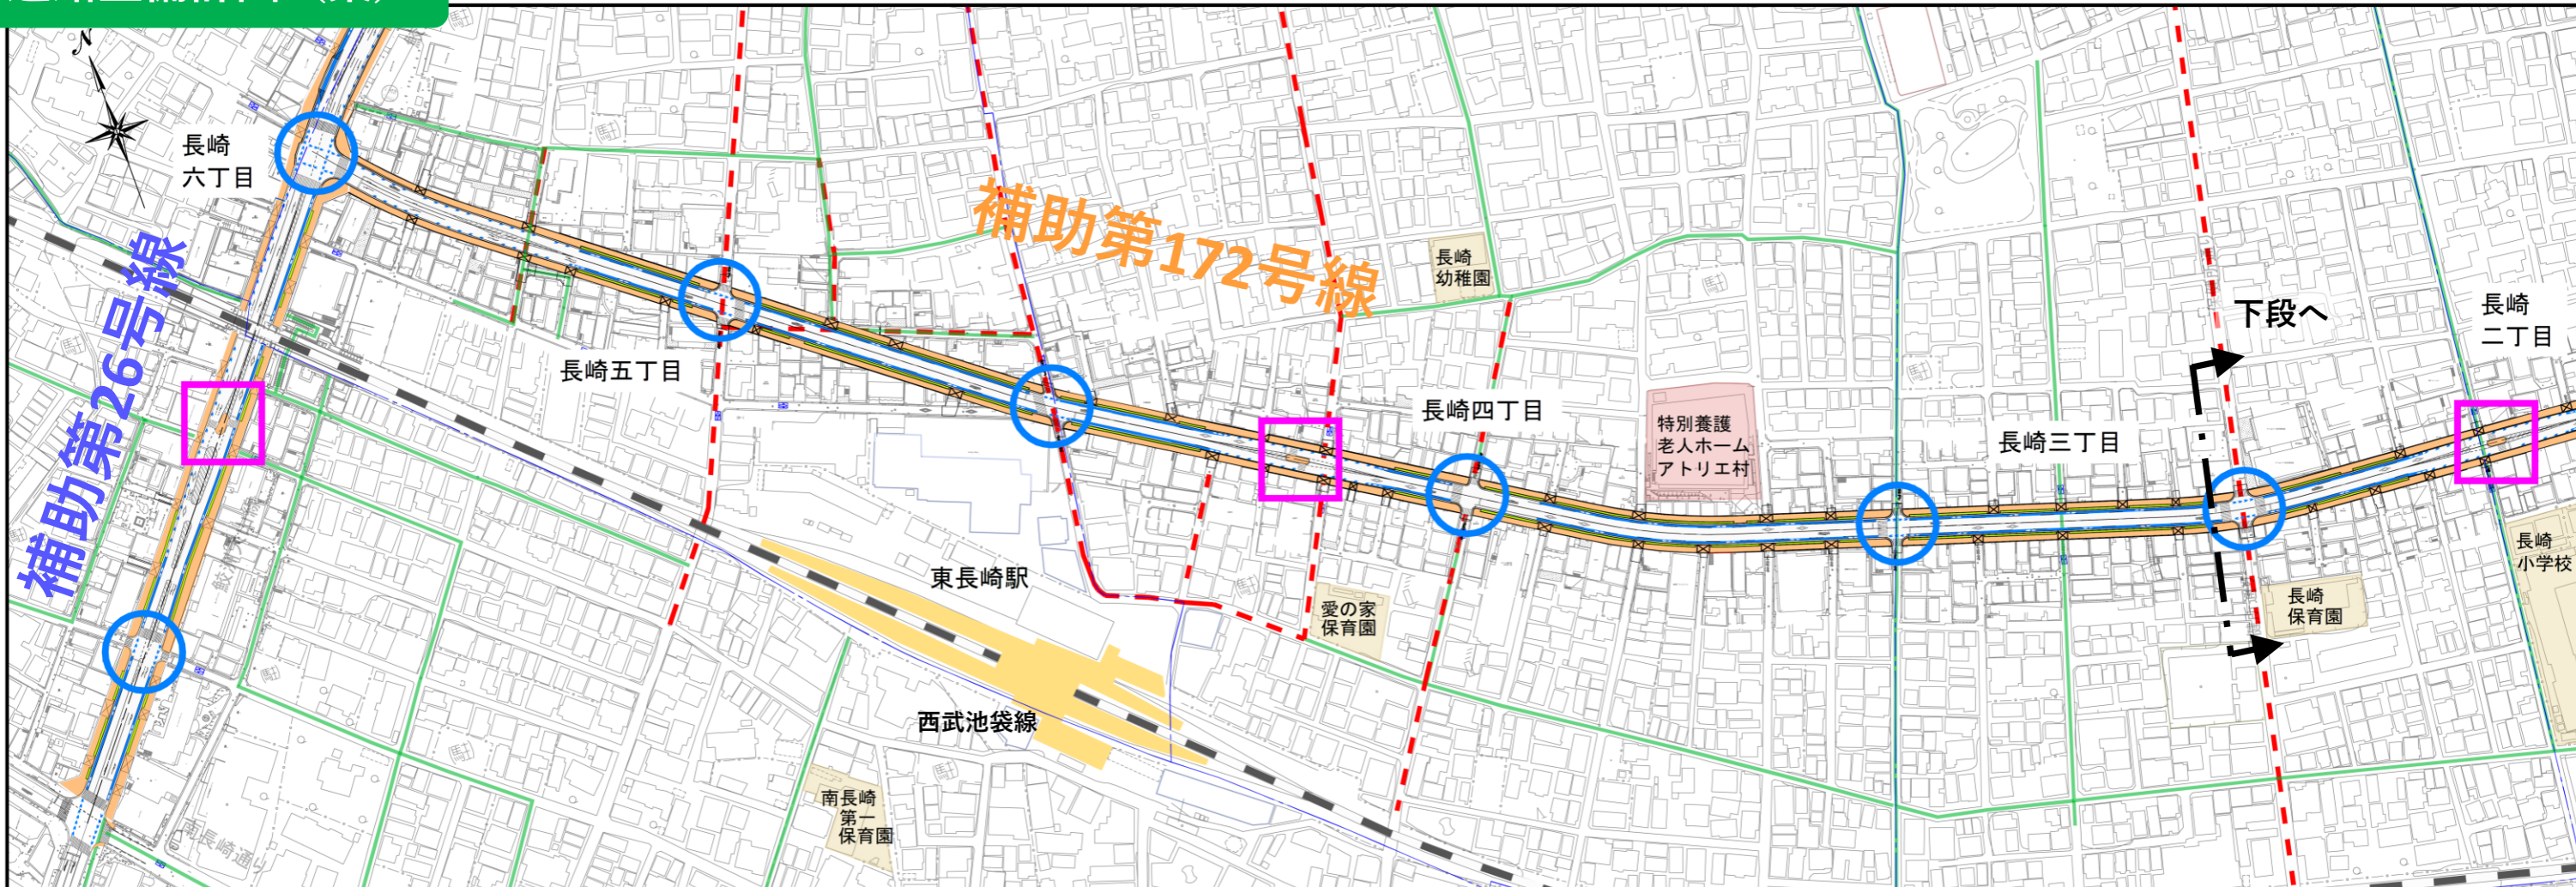 N
長崎
六丁目
補助第26号線
長崎五丁目
補助第172号線
長崎
幼稚園
長崎四丁目
特別養護
老人ホーム
アトリエ村
長崎三丁目
下段へ
長崎
二丁目
長崎
小学校
長崎
保育園
愛の家
保育園
東長崎駅
西武池袋線
南長崎
第一
保育園
長崎通り